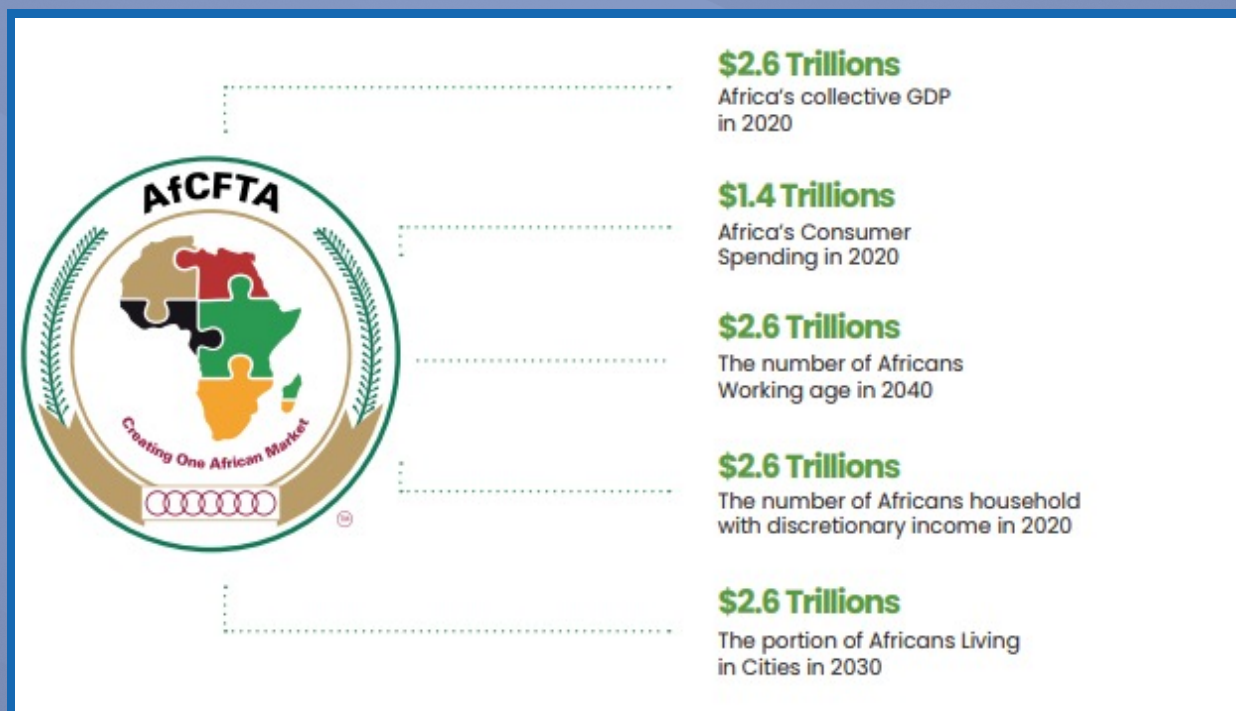 AfCFTA
Creating One African Market
TM
$2.6 Trillions
Africa's collective GDP
in 2020
$1.4 Trillions
Africa's Consumer
Spending in 2020
$2.6 Trillions
The number of Africans
Working age in 2040
$2.6 Trillions
The number of Africans household
with discretionary income in 2020
$2.6 Trillions
The portion of Africans Living
in Cities in 2030